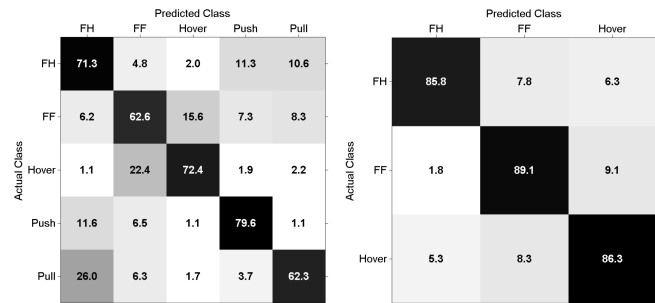 Predicted Class
FH FF Hover Push Pull
FH 71.3 4.8 2.0 11.3 10.6
FF 6.2 62.6 15.6 7.3 8.3
Hover 1.1 22.4 72.4 1.9 2.2
Push 11.6 6.5 1.1 79.6 1.1
Pull 26.0 6.3 1.7 3.7 62.3
Actual Class
Predicted Class
FH FF Hover
FH 85.8 7.8 6.3
FF 1.8 89.1 9.1
Hover 5.3 8.3 86.3
Actual Class